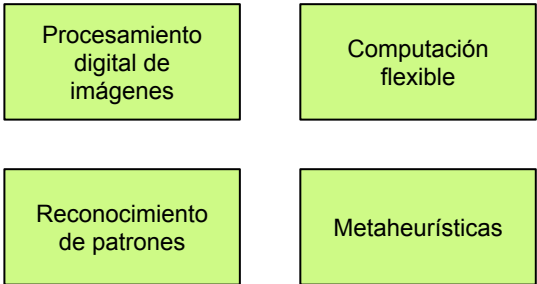 Procesamiento
digital de
imágenes
Computación
flexible
Reconocimiento
de patrones
Metaheurísticas